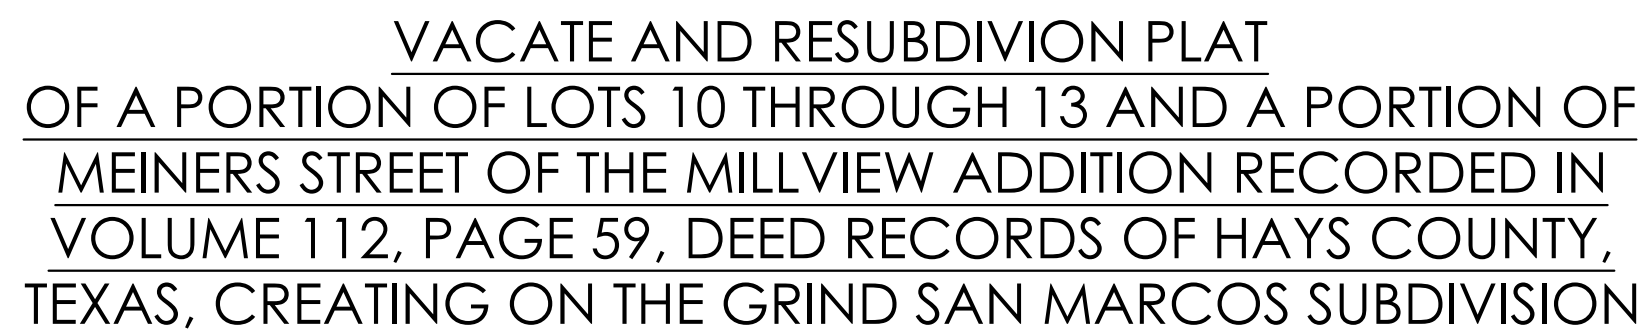 VACATE AND RESUBDIVION PLAT
OF A PORTION OF LOTS 10 THROUGH 13 AND A PORTION OF
MEINERS STREET OF THE MILLVIEW ADDITION RECORDED IN
VOLUME 112, PAGE 59, DEED RECORDS OF HAYS COUNTY,
TEXAS, CREATING ON THE GRIND SAN MARCOS SUBDIVISION